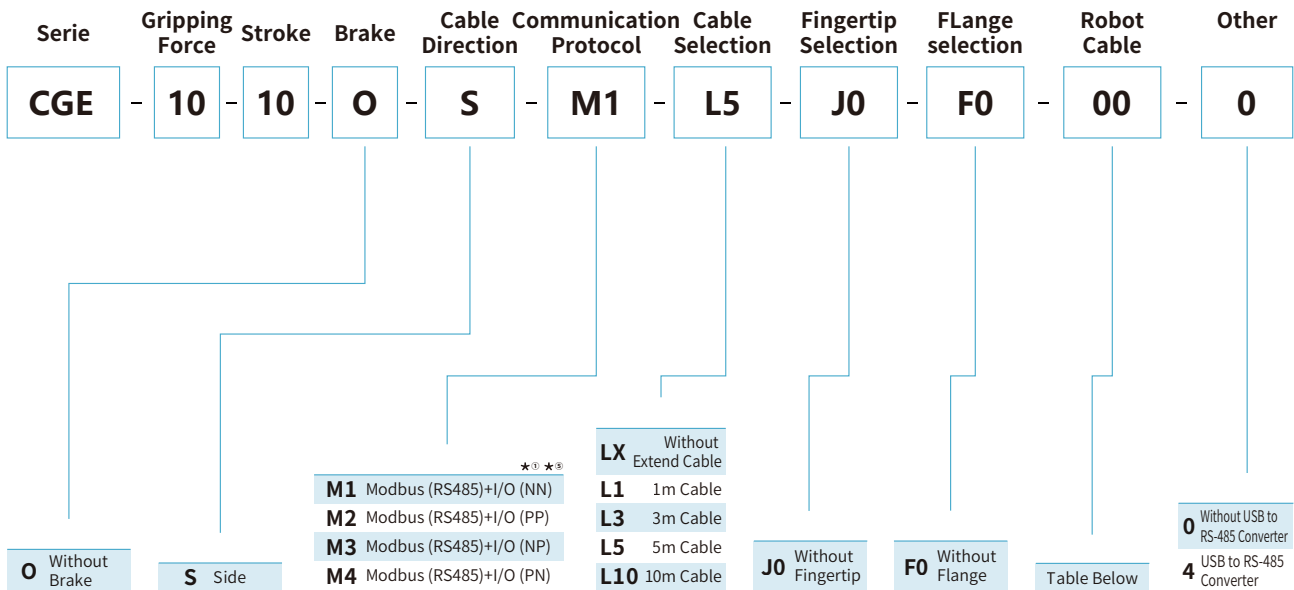 Serie
Gripping
Force
Stroke
Brake
Cable
Direction
Communication
Protocol
Cable
Selection
Fingertip
Selection
FLange
selection
Robot
Cable
Other
CGE - 10 - 10 - O - S - M1 - L5 - J0 - F0 - 00 - 0
O Without
Brake
S Side
★① ★⑤
M1 Modbus (RS485)+I/O (NN)
M2 Modbus (RS485)+I/O (PP)
M3 Modbus (RS485)+I/O (NP)
M4 Modbus (RS485)+I/O (PN)
LX Without
Extend Cable
L1 1m Cable
L3 3m Cable
L5 5m Cable
L10 10m Cable
J0 Without
Fingertip
F0 Without
Flange
Table Below
0 Without USB to
RS-485 Converter
4 USB to RS-485
Converter